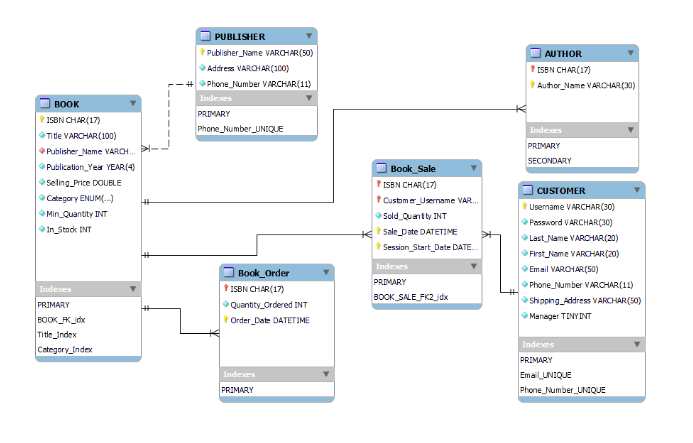 PUBLISHER
Publisher_Name VARCHAR(50)
Address VARCHAR(100)
Phone_Number VARCHAR(11)
Indexes
PRIMARY
Phone_Number_UNIQUE
AUTHOR
ISBN CHAR(17)
Author_Name VARCHAR(30)
Indexes
PRIMARY
SECONDARY
BOOK
ISBN CHAR(17)
Title VARCHAR(100)
Publisher_Name VARCH...
Publication_Year YEAR(4)
Selling_Price DOUBLE
Category ENUM(...)
Min_Quantity INT
In_Stock INT
Indexes
PRIMARY
BOOK_FK_idx
Title_Index
Category_Index
Book_Sale
ISBN CHAR(17)
Customer_Username VAR...
Sold_Quantity INT
Sale_Date DATETIME
Session_Start_Date DATE...
Indexes
PRIMARY
BOOK_SALE_FK2_idx
CUSTOMER
Username VARCHAR(30)
Password VARCHAR(30)
Last_Name VARCHAR(20)
First_Name VARCHAR(20)
Email VARCHAR(50)
Phone_Number VARCHAR(11)
Shipping_Address VARCHAR(50)
Manager TINYINT
Indexes
PRIMARY
Email_UNIQUE
Phone_Number_UNIQUE
Book_Order
ISBN CHAR(17)
Quantity_Ordered INT
Order_Date DATETIME
Indexes
PRIMARY